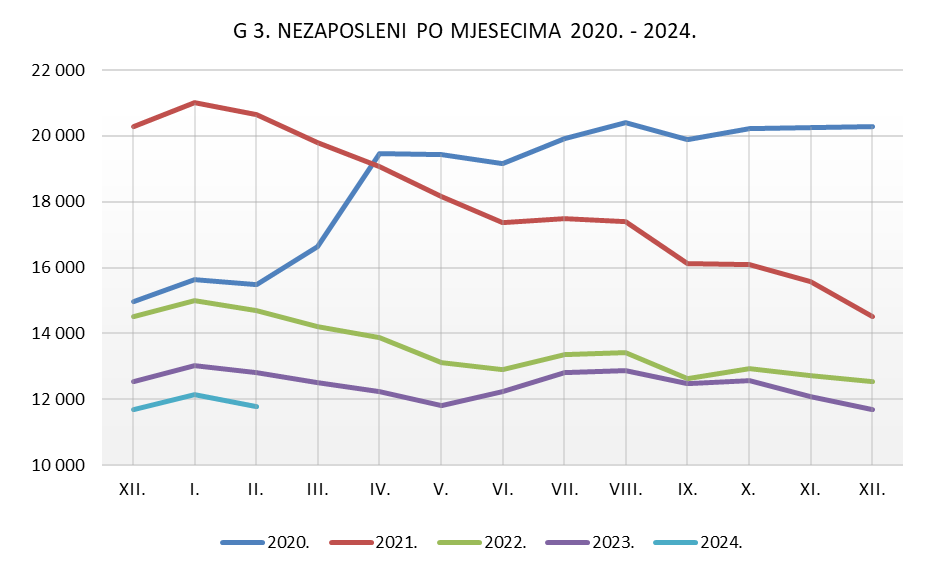 G 3. NEZAPOSLENI PO MJESECIMA 2020. - 2024.
22 000
20 000
18 000
16 000
14 000
12 000
10 000
XII. I. II. III. IV. V. VI. VII. VIII. IX. X. XI. XII.
2020. 2021. 2022. 2023. 2024.